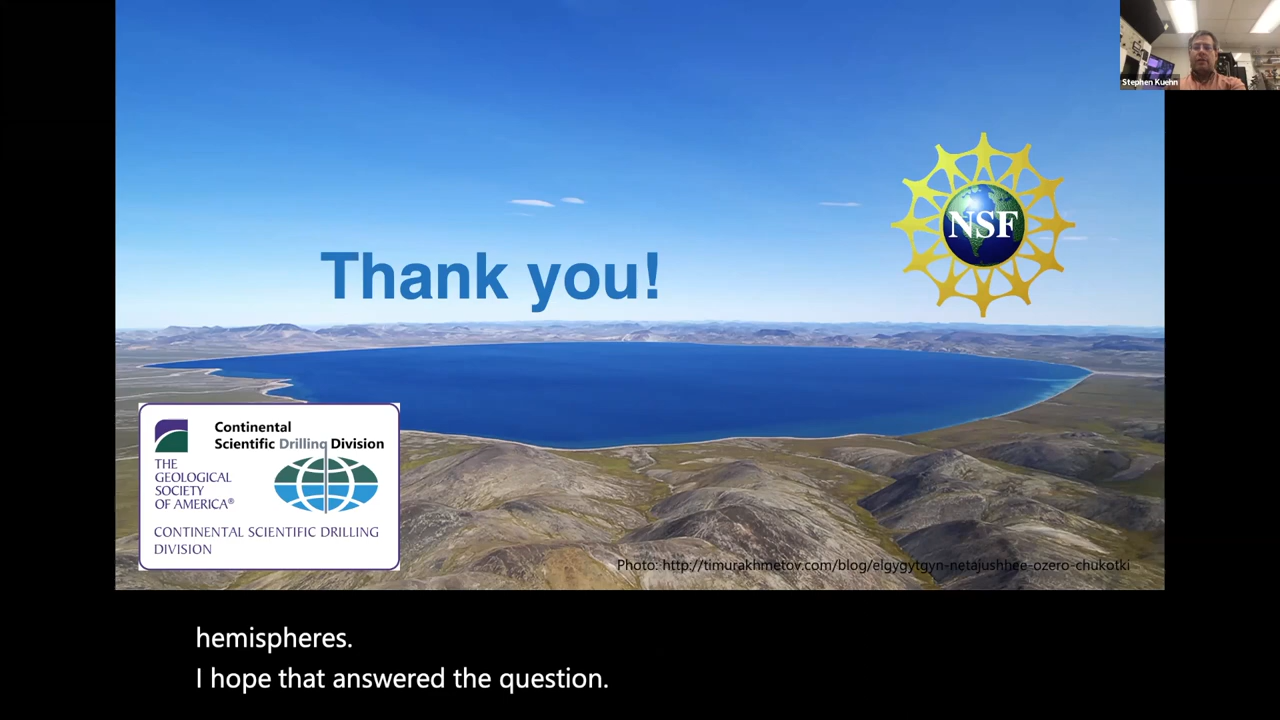 Stephen Kuehn
NSF
Thank you!
Continental
Scientific Drilling Division
THE
GEOLOGICAL
SOCIETY
OF AMERICA®
CONTINENTAL SCIENTIFIC DRILLING
DIVISION
Photo: http://timurakhmetov.com/blog/elgygytgyn-netajushhee-ozero-chukotki
hemispheres.
I hope that answered the question.